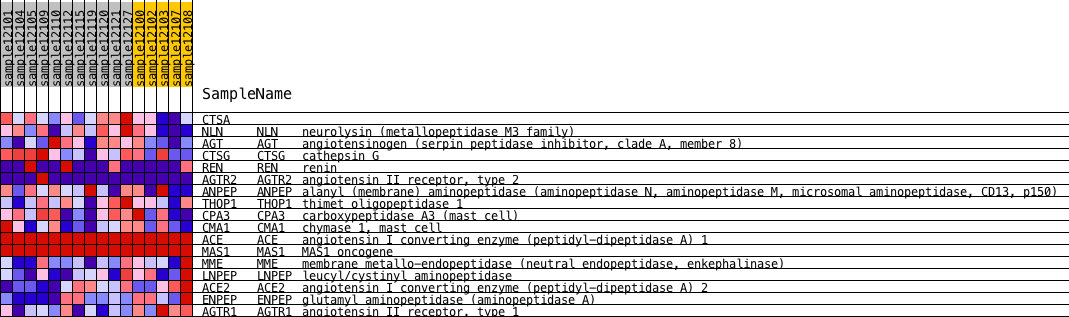 sample12101
sample12104
sample12105
sample12109
sample12110
sample12112
sample12115
sample12119
sample12120
sample12121
sample12127
sample12100
sample12102
sample12103
sample12107
sample12108
SampleName
CTSA
NLN NLN neurolysin (metallopeptidase M3 family)
AGT AGT angiotensinogen (serpin peptidase inhibitor, clade A, member 8)
CTSG CTSG cathepsin G
REN REN renin
AGTR2 AGTR2 angiotensin II receptor, type 2
ANPEP ANPEP alanyl (membrane) aminopeptidase (aminopeptidase N, aminopeptidase M, microsomal aminopeptidase, CD13, p150)
THOP1 THOP1 thimet oligopeptidase 1
CPA3 CPA3 carboxypeptidase A3 (mast cell)
CMA1 CMA1 chymase 1, mast cell
ACE ACE angiotensin I converting enzyme (peptidyl-dipeptidase A) 1
MAS1 MAS1 MAS1 oncogene
MME MME membrane metallo-endopeptidase (neutral endopeptidase, enkephalinase)
LNPEP LNPEP leucyl/cystinyl aminopeptidase
ACE2 ACE2 angiotensin I converting enzyme (peptidyl-dipeptidase A) 2
ENPEP ENPEP glutamyl aminopeptidase (aminopeptidase A)
AGTR1 AGTR1 angiotensin II receptor, type 1